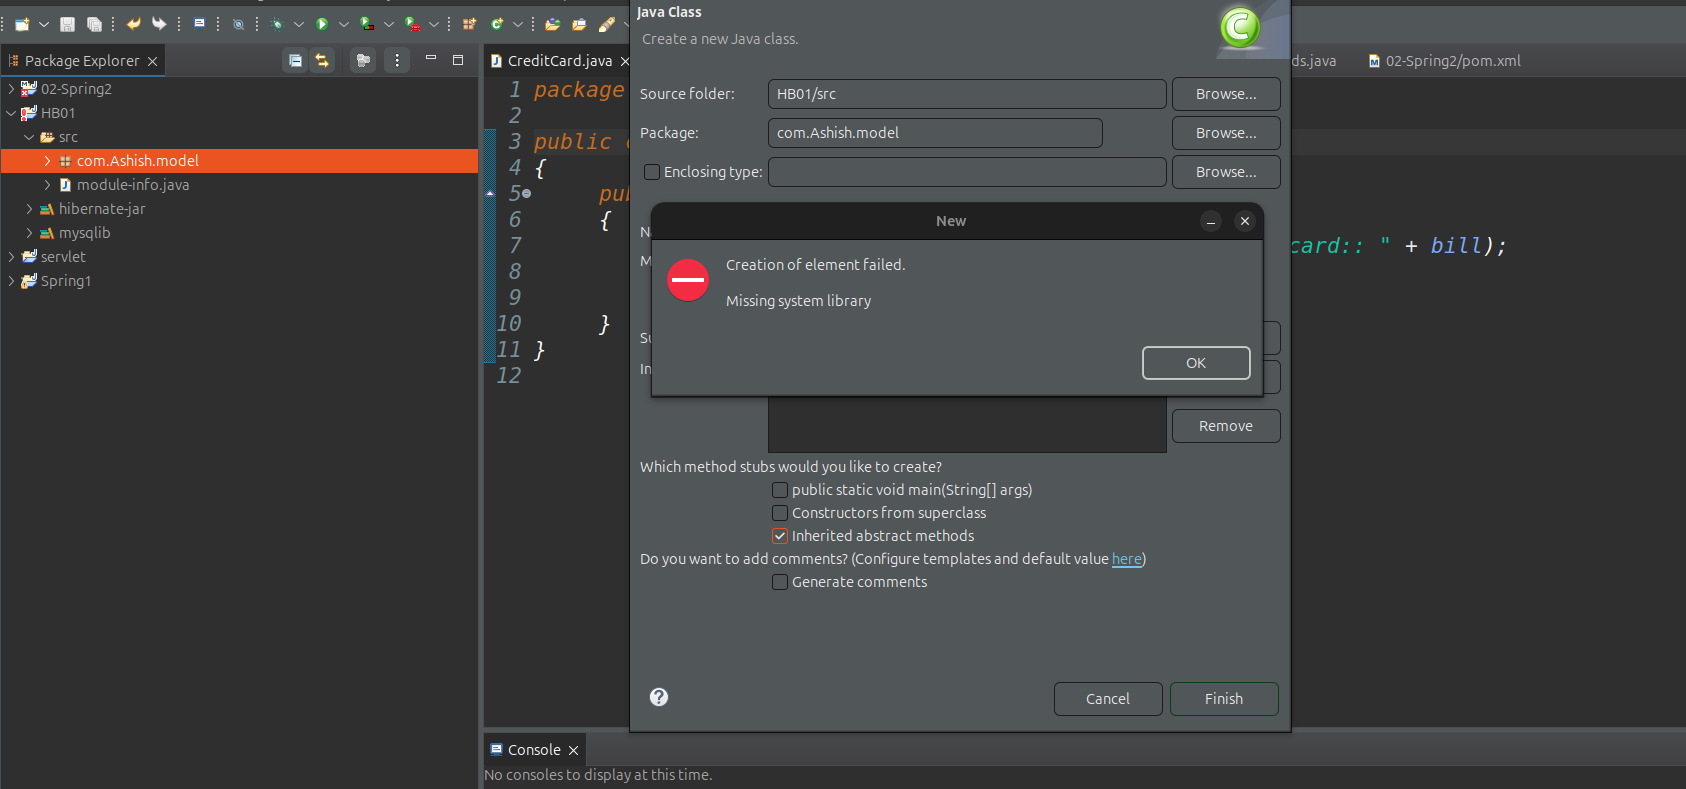 Java Class
Create a new Java class.
Package Explorer
CreditCard.java
ds.java
02-Spring2/pom.xml
02-Spring2
HB01
src
com.Ashish.model
module-info.java
hibernate-jar
mysqlib
servlet
Spring1
1 package
2
3 public
4 {
5
6 {
7 card:: " + bill);
8
9
10 }
11 }
12
Source folder: HB01/src Browse...
Package: com.Ashish.model Browse...
Enclosing type: Browse...
New
Creation of element failed.
Missing system library
OK
Remove
Which method stubs would you like to create?
public static void main(String[] args)
Constructors from superclass
Inherited abstract methods
Do you want to add comments? (Configure templates and default value here)
Generate comments
? Cancel Finish
Console
No consoles to display at this time.